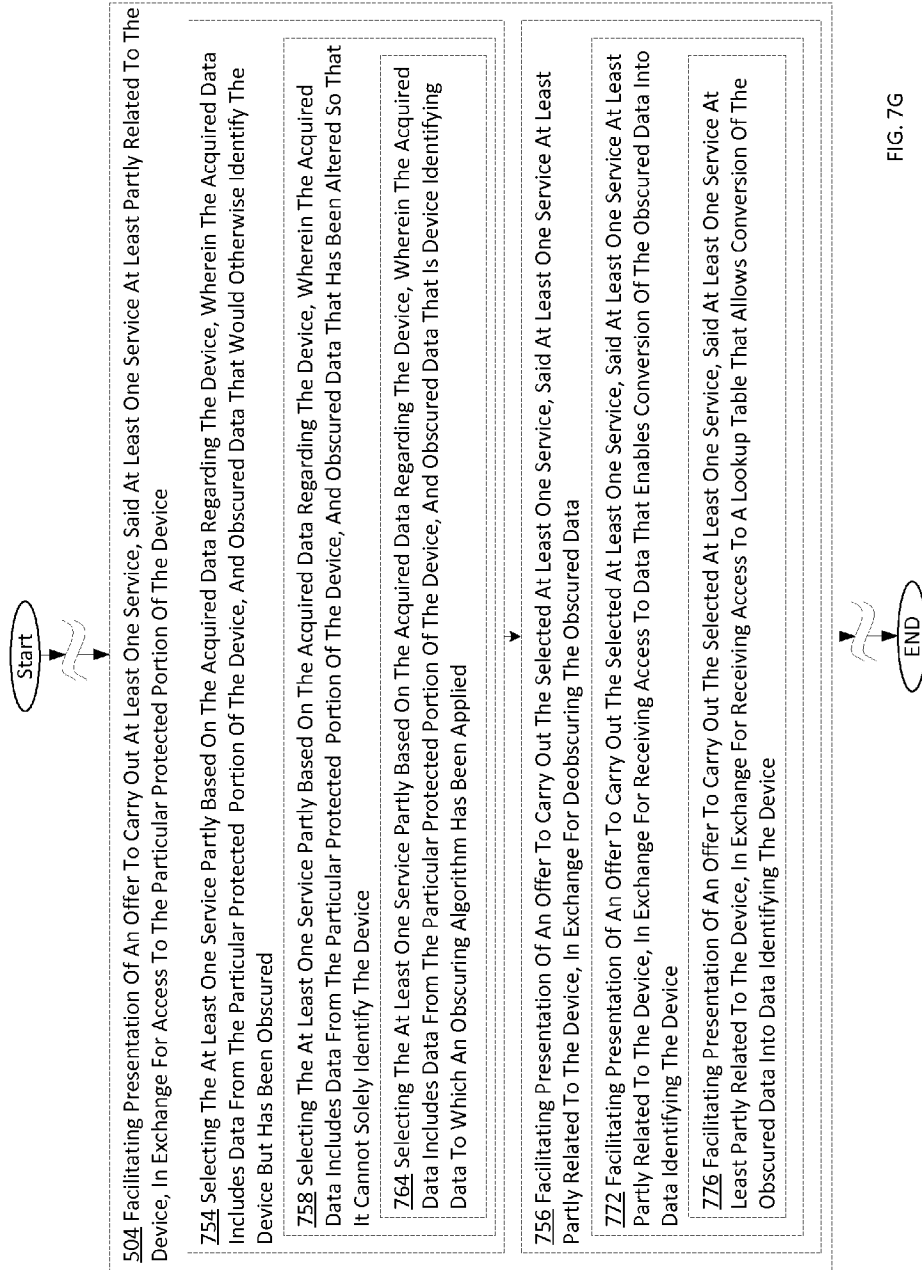 Start
504 Facilitating Presentation Of An Offer To Carry Out At Least One Service, Said At Least One Service At Least Partly Related To The
Device, In Exchange For Access To The Particular Protected Portion Of The Device
754 Selecting The At Least One Service Partly Based On The Acquired Data Regarding The Device, Wherein The Acquired Data
Includes Data From The Particular Protected Portion Of The Device, And Obscured Data That Would Otherwise Identify The
Device But Has Been Obscured
758 Selecting The At Least One Service Partly Based On The Acquired Data Regarding The Device, Wherein The Acquired
Data Includes Data From The Particular Protected Portion Of The Device, And Obscured Data That Has Been Altered So That
It Cannot Solely Identify The Device
764 Selecting The At Least One Service Partly Based On The Acquired Data Regarding The Device, Wherein The Acquired
Data Includes Data From The Particular Protected Portion Of The Device, And Obscured Data That Is Device Identifying
Data To Which An Obscuring Algorithm Has Been Applied
756 Facilitating Presentation Of An Offer To Carry Out The Selected At Least One Service, Said At Least One Service At Least
Partly Related To The Device, In Exchange For Deobscuring The Obscured Data
772 Facilitating Presentation Of An Offer To Carry Out The Selected At Least One Service, Said At Least One Service At Least
Partly Related To The Device, In Exchange For Receiving Access To Data That Enables Conversion Of The Obscured Data Into
Data Identifying The Device
776 Facilitating Presentation Of An Offer To Carry Out The Selected At Least One Service, Said At Least One Service At
Least Partly Related To The Device, In Exchange For Receiving Access To A Lookup Table That Allows Conversion Of The
Obscured Data Into Data Identifying The Device
END
FIG. 7G